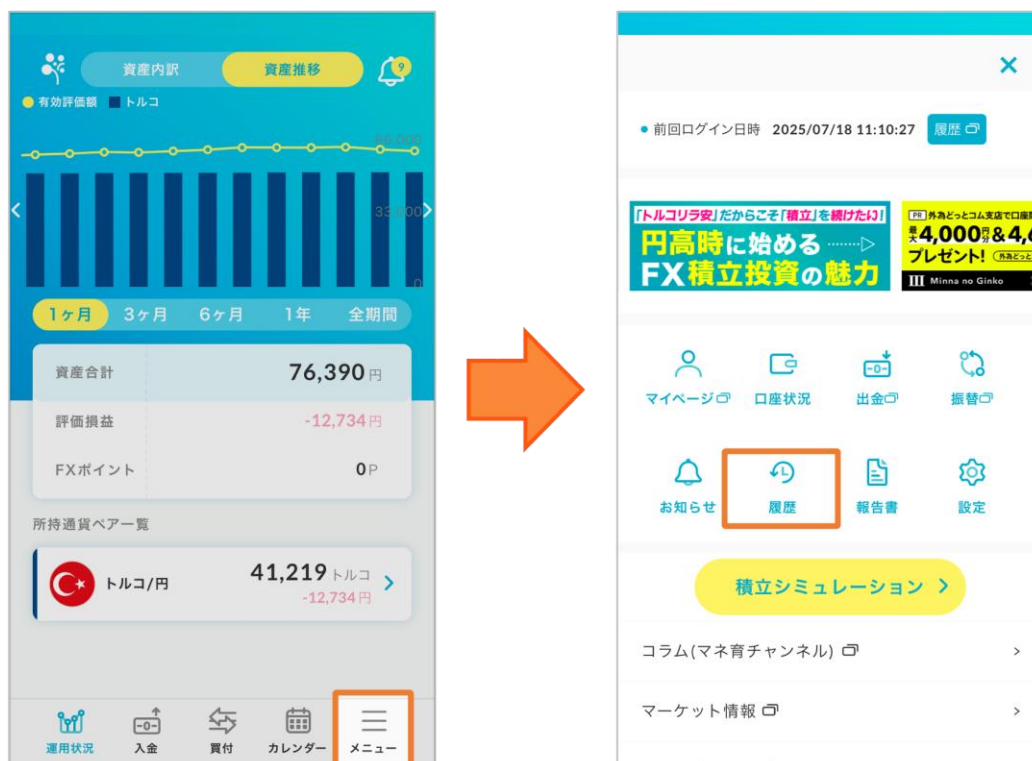 資産内訳
資産推移
9
有効評価額
トルコ
66,000
33,000
0
1ヶ月
3ヶ月
6ヶ月
1年
全期間
資産合計
76,390円
評価損益
-12,734円
FXポイント
0P
所持通貨ペアー一覧
トルコ/円
41,219トルコ
-12,734円
運用状況
入金
買付
カレンダー
メニュー
前回ログイン日時 2025/07/18 11:10:27
履歴
「トルコリラ安」だからこそ「積立」を続けたい!
円高時に始める
FX積立投資の魅力
PR 外為どっとコム支店で口座開
最大4,000円分&4,6
プレゼント!
Minna no Ginko
マイページ
口座状況
出金
振替
お知らせ
履歴
報告書
設定
積立シミュレーション
コラム(マネ育チャンネル)
マーケット情報